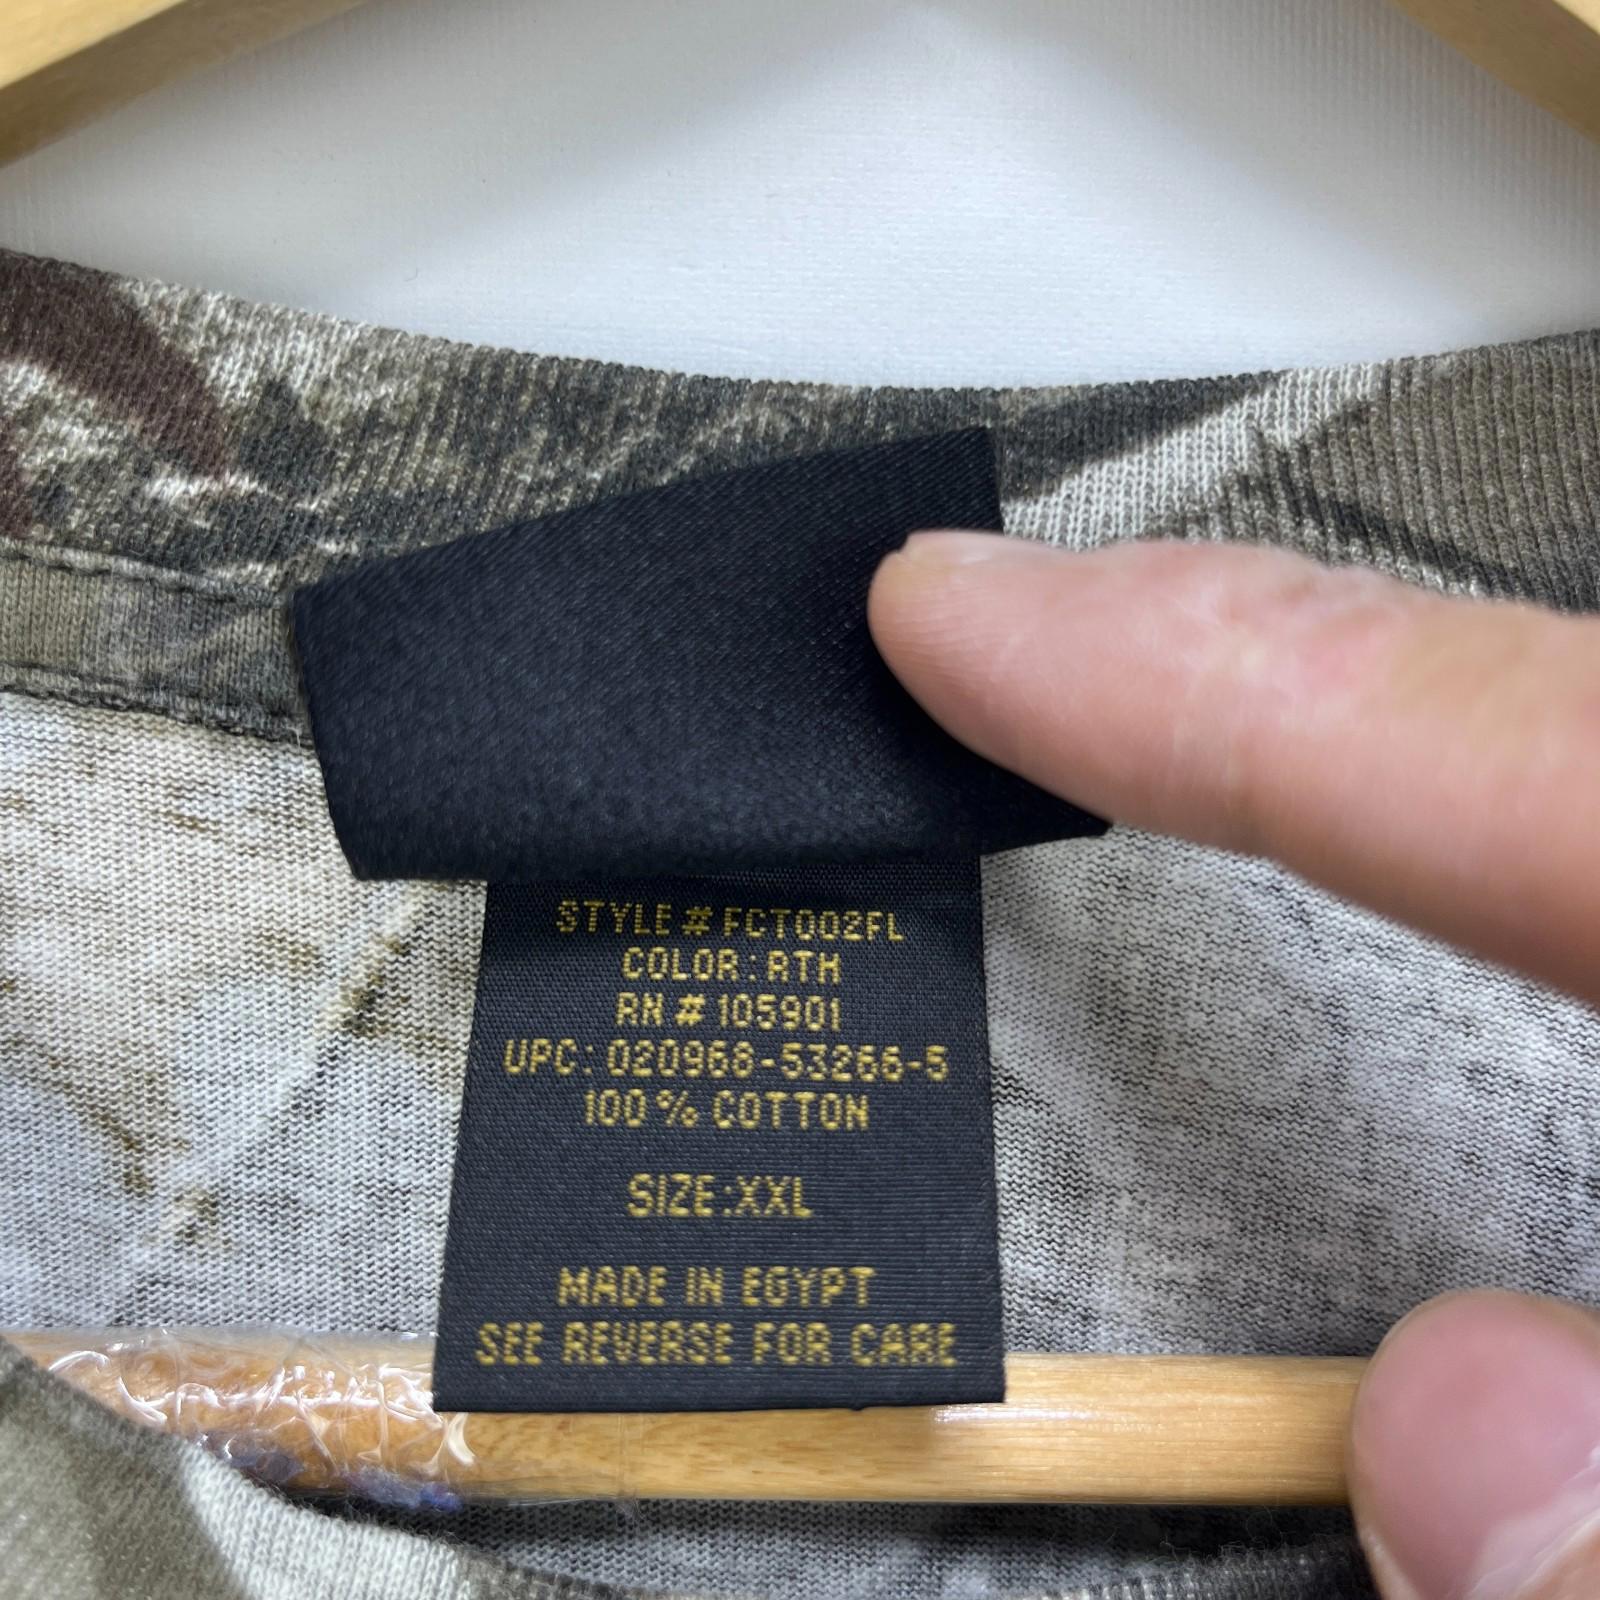 STYLE # FCT002FL
COLOR: RTH
RN # 105901
UPC: 020968-53266-5
100% COTTON
SIZE:XXL
MADE IN EGYPT
SEE REVERSE FOR CARE